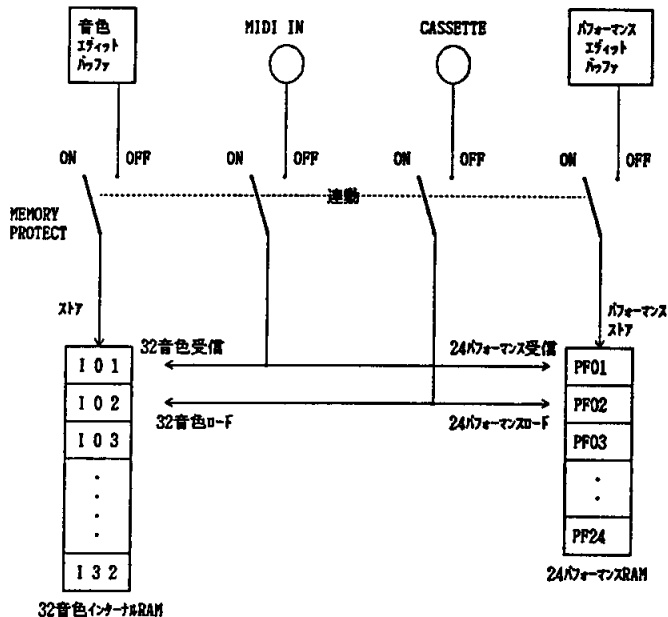 音色
エディット
バッファ
MIDI IN
CASSETTE
パフォーマンス
エディット
バッファ
ON OFF
ON OFF
ON OFF
ON OFF
連動
MEMORY
PROTECT
ストア
パフォーマンス
ストア
32音色受信
24パフォーマンス受信
I01
PF01
I02
PF02
32音色ロード
24パフォーマンスロード
I03
PF03
I32
PF24
24パフォーマンスRAM
32音色インターナルRAM